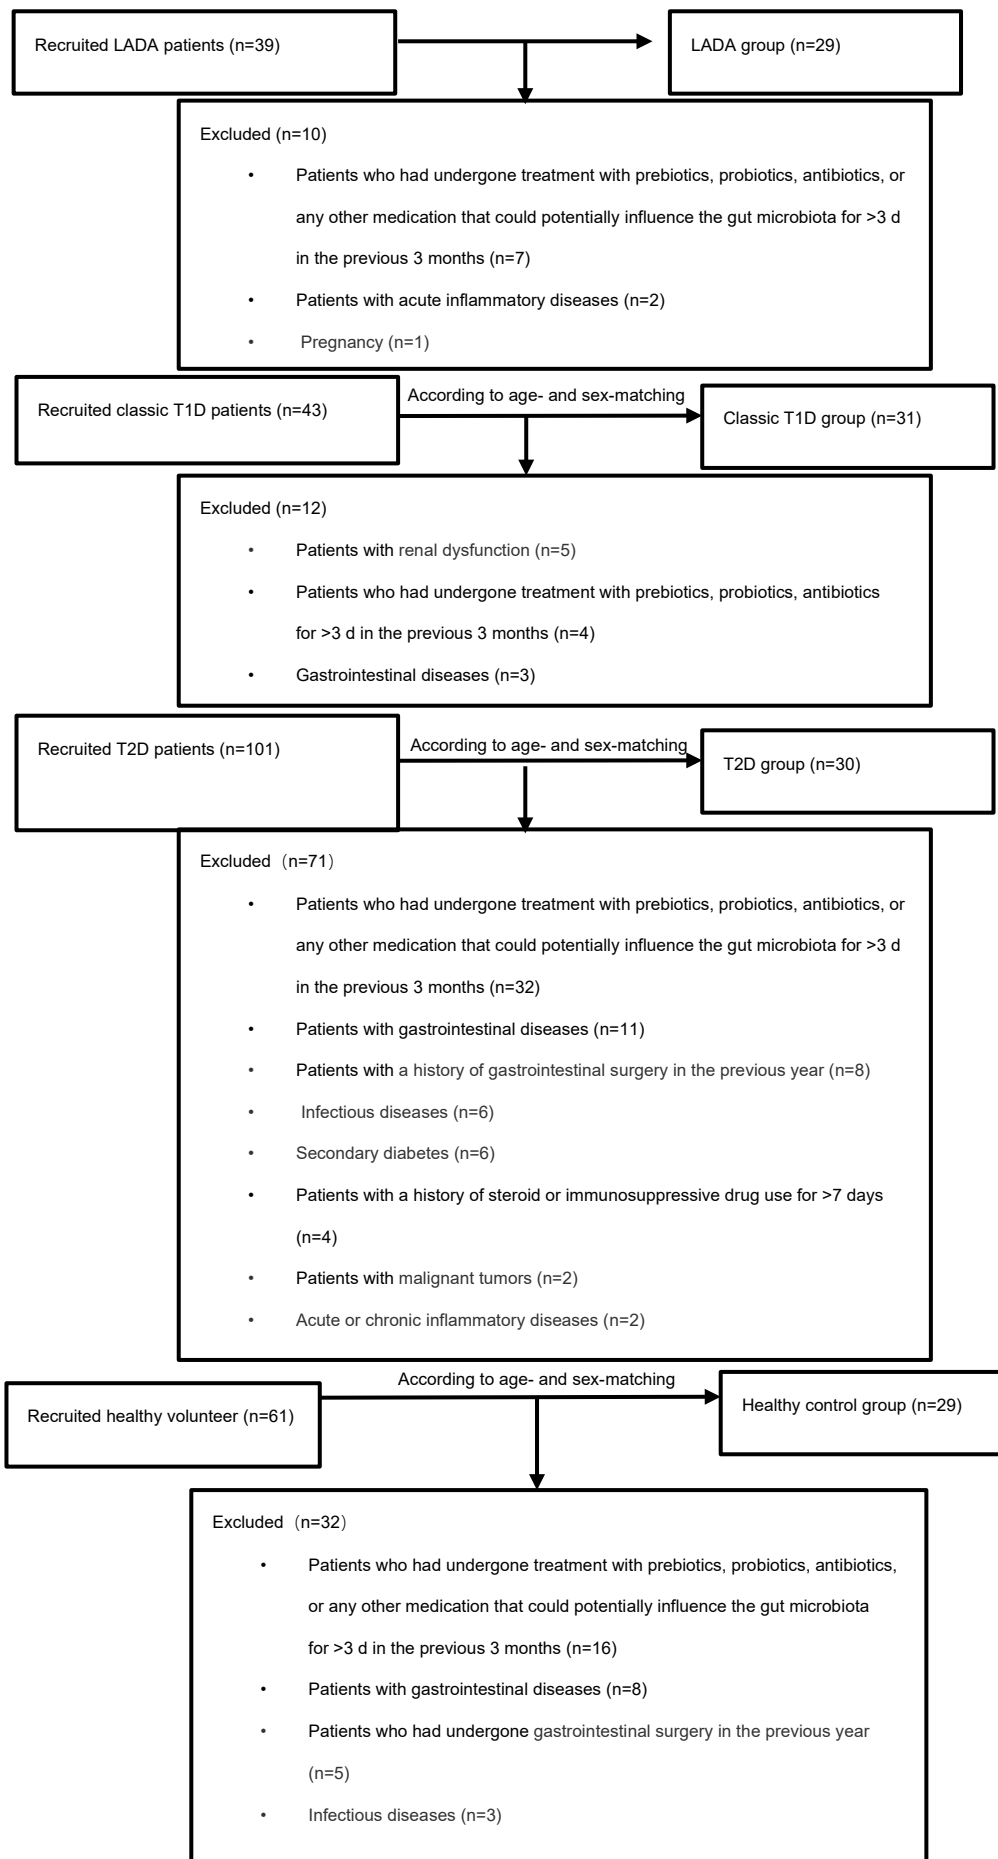 Recruited LADA patients (n=39)
LADA group (n=29)
Excluded (n=10)
• Patients who had undergone treatment with prebiotics, probiotics, antibiotics, or
any other medication that could potentially influence the gut microbiota for >3 d
in the previous 3 months (n=7)
• Patients with acute inflammatory diseases (n=2)
• Pregnancy (n=1)
Recruited classic T1D patients (n=43)
According to age- and sex-matching
Classic T1D group (n=31)
Excluded (n=12)
• Patients with renal dysfunction (n=5)
• Patients who had undergone treatment with prebiotics, probiotics, antibiotics
for >3 d in the previous 3 months (n=4)
• Gastrointestinal diseases (n=3)
Recruited T2D patients (n=101)
According to age- and sex-matching
T2D group (n=30)
Excluded（n=71）
• Patients who had undergone treatment with prebiotics, probiotics, antibiotics, or
any other medication that could potentially influence the gut microbiota for >3 d
in the previous 3 months (n=32)
• Patients with gastrointestinal diseases (n=11)
• Patients with a history of gastrointestinal surgery in the previous year (n=8)
• Infectious diseases (n=6)
• Secondary diabetes (n=6)
• Patients with a history of steroid or immunosuppressive drug use for >7 days
(n=4)
• Patients with malignant tumors (n=2)
• Acute or chronic inflammatory diseases (n=2)
Recruited healthy volunteer (n=61)
According to age- and sex-matching
Healthy control group (n=29)
Excluded（n=32）
• Patients who had undergone treatment with prebiotics, probiotics, antibiotics,
or any other medication that could potentially influence the gut microbiota
for >3 d in the previous 3 months (n=16)
• Patients with gastrointestinal diseases (n=8)
• Patients who had undergone gastrointestinal surgery in the previous year
(n=5)
• Infectious diseases (n=3)